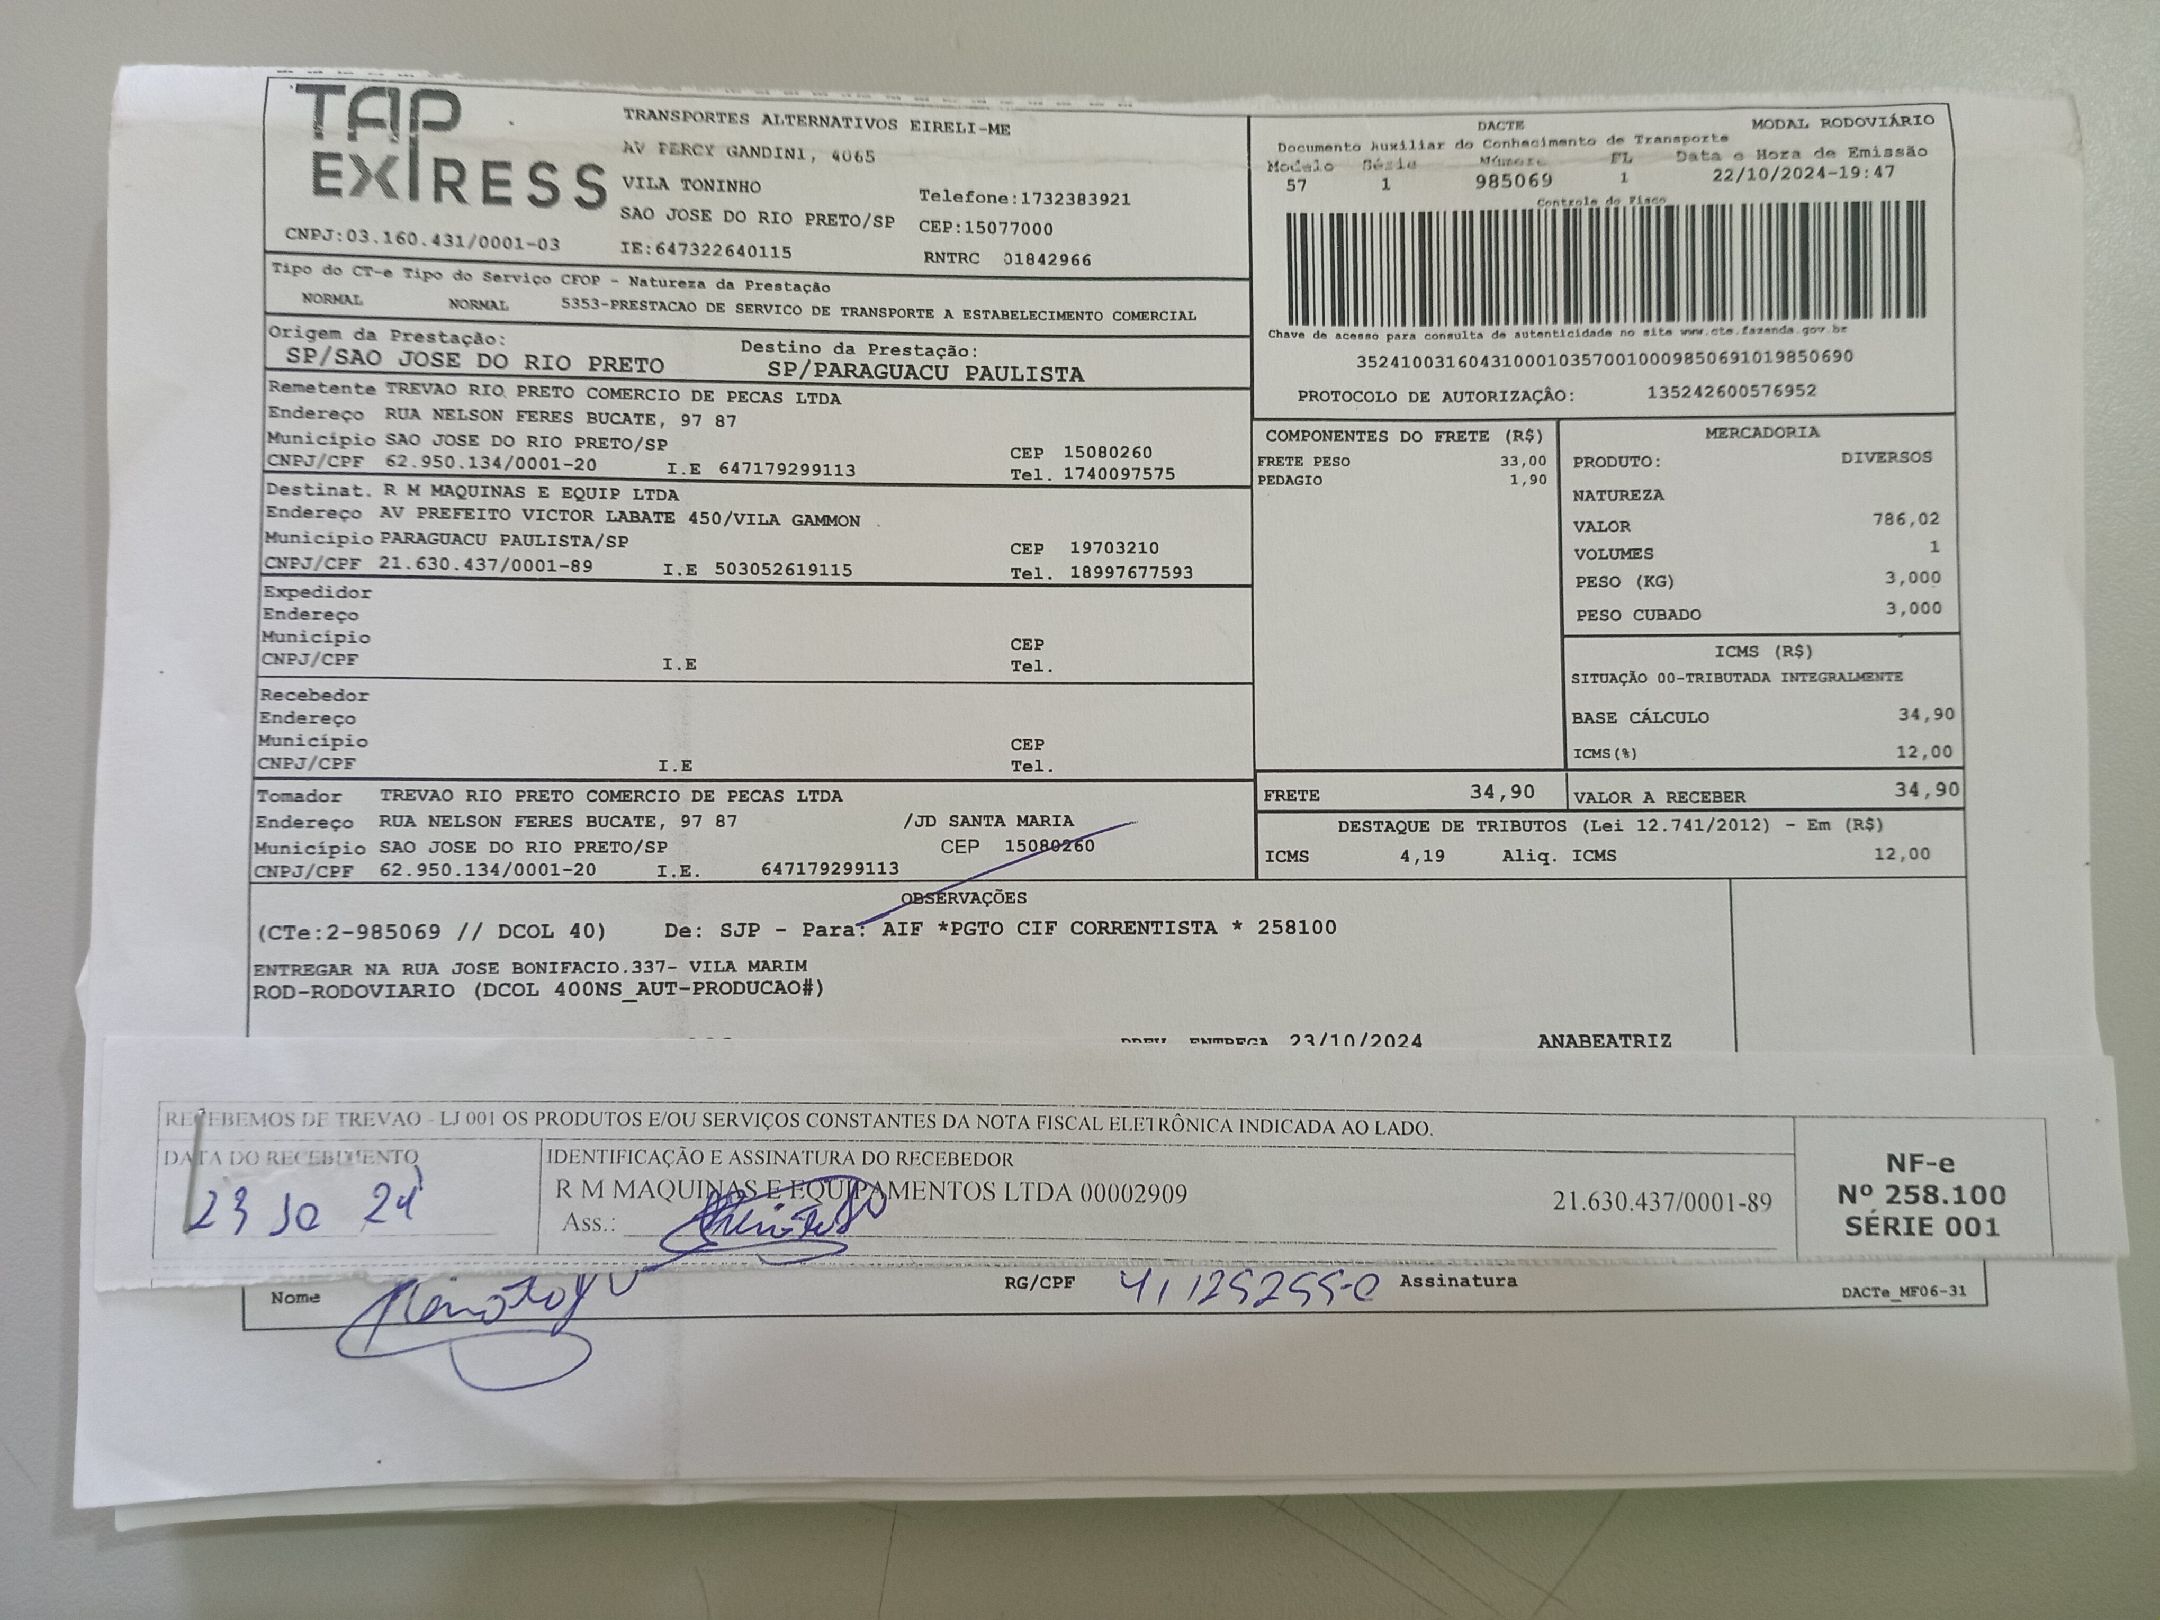 TAP
EXPRESS
TRANSPORTES ALTERNATIVOS EIRELI-ME
AV PERCY GANDINI, 4065
VILA TONINHO
SAO JOSE DO RIO PRETO/SP
Telefone:1732383921
CEP:15077000
CNPJ:03.160.431/0001-03
IE:647322640115
RNTRC 01842966
DACTE
MODAL RODOVIÁRIO
Documento Auxiliar do Conhecimento de Transporte
Modelo Série Número FL Data e Hora de Emissão
57 1 985069 1 22/10/2024-19:47
Controle do Fisco
Chave de acesso para consulta de autenticidade no site www.cte.fazenda.gov.br
35241003160431000103570010009850691019850690
PROTOCOLO DE AUTORIZAÇÂO: 135242600576952
Tipo do CT-e Tipo do Serviço CFOP - Natureza da Prestação
NORMAL NORMAL 5353-PRESTACAO DE SERVICO DE TRANSPORTE A ESTABELECIMENTO COMERCIAL
Origem da Prestação:
SP/SAO JOSE DO RIO PRETO
Destino da Prestação:
SP/PARAGUACU PAULISTA
Remetente TREVAO RIO PRETO COMERCIO DE PECAS LTDA
Endereço RUA NELSON FERES BUCATE, 97 87
Município SAO JOSE DO RIO PRETO/SP CEP 15080260
CNPJ/CPF 62.950.134/0001-20 I.E 647179299113 Tel. 1740097575
Destinat. R M MAQUINAS E EQUIP LTDA
Endereço AV PREFEITO VICTOR LABATE 450/VILA GAMMON
Município PARAGUACU PAULISTA/SP CEP 19703210
CNPJ/CPF 21.630.437/0001-89 I.E 503052619115 Tel. 18997677593
Expedidor
Endereço
Município CEP
CNPJ/CPF I.E Tel.
Recebedor
Endereço
Município CEP
CNPJ/CPF I.E Tel.
Tomador TREVAO RIO PRETO COMERCIO DE PECAS LTDA
Endereço RUA NELSON FERES BUCATE, 97 87 /JD SANTA MARIA
Município SAO JOSE DO RIO PRETO/SP CEP 15080260
CNPJ/CPF 62.950.134/0001-20 I.E. 647179299113
COMPONENTES DO FRETE (R$)
FRETE PESO 33,00
PEDAGIO 1,90
MERCADORIA
PRODUTO: DIVERSOS
NATUREZA
VALOR 786,02
VOLUMES 1
PESO (KG) 3,000
PESO CUBADO 3,000
ICMS (R$)
SITUAÇÃO 00-TRIBUTADA INTEGRALMENTE
BASE CÁLCULO 34,90
ICMS(%) 12,00
FRETE 34,90
VALOR A RECEBER 34,90
DESTAQUE DE TRIBUTOS (Lei 12.741/2012) - Em (R$)
ICMS 4,19 Aliq. ICMS 12,00
OBSERVAÇÕES
(CTe:2-985069 // DCOL 40) De: SJP - Para: AIF *PGTO CIF CORRENTISTA * 258100
ENTREGAR NA RUA JOSE BONIFACIO.337- VILA MARIM
ROD-RODOVIARIO (DCOL 400NS_AUT-PRODUCAO#)
PREV. ENTREGA 23/10/2024 ANABEATRIZ
RECEBEMOS DE TREVAO - LJ 001 OS PRODUTOS E/OU SERVIÇOS CONSTANTES DA NOTA FISCAL ELETRÔNICA INDICADA AO LADO.
DATA DO RECEBIMENTO
23 10 24
IDENTIFICAÇÃO E ASSINATURA DO RECEBEDOR
R M MAQUINAS E EQUIPAMENTOS LTDA 00002909
21.630.437/0001-89
Ass.:
NF-e
Nº 258.100
SÉRIE 001
Nome RG/CPF 411252550 Assinatura
DACTe_MF06-31